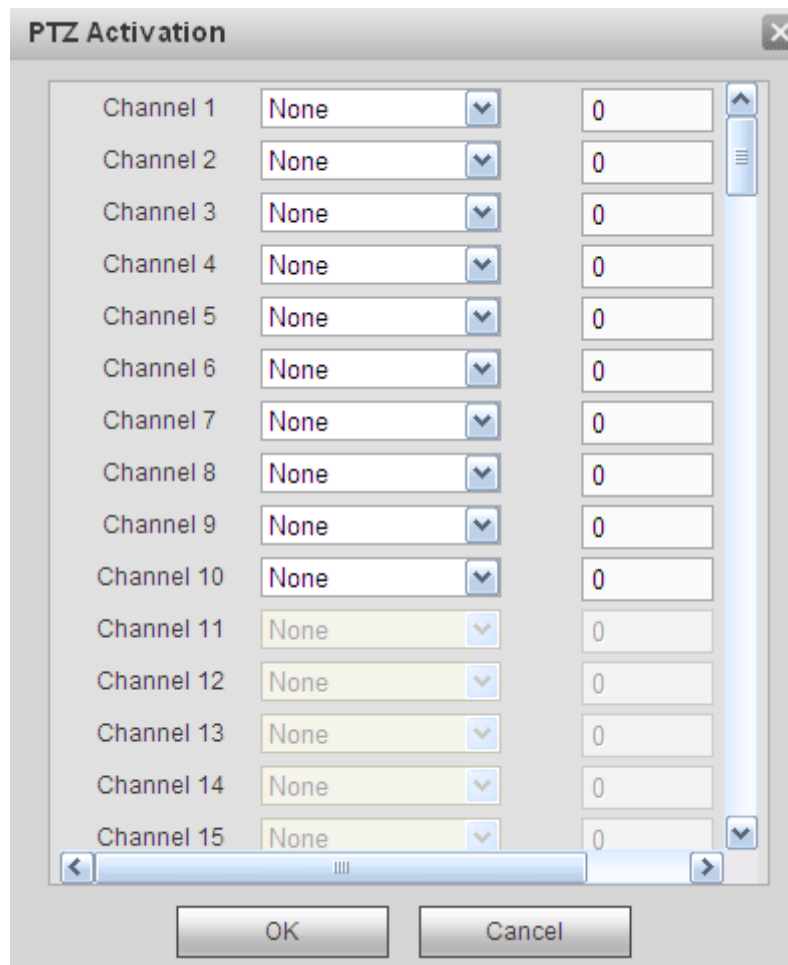 PTZ Activation
Channel 1 None 0
Channel 2 None 0
Channel 3 None 0
Channel 4 None 0
Channel 5 None 0
Channel 6 None 0
Channel 7 None 0
Channel 8 None 0
Channel 9 None 0
Channel 10 None 0
Channel 11 None 0
Channel 12 None 0
Channel 13 None 0
Channel 14 None 0
Channel 15 None 0
OK Cancel